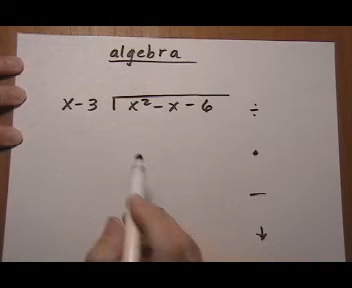 algebra
x-3 ⟌ x² - x - 6
÷
•
−
↓